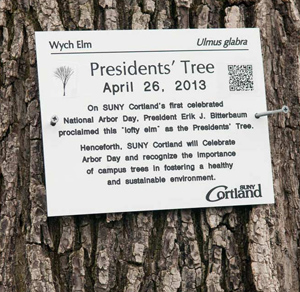 Wych Elm Ulmus glabra
Presidents' Tree
April 26, 2013
On SUNY Cortland's first celebrated
National Arbor Day, President Erik J. Bitterbaum
proclaimed this "lofty elm" as the Presidents' Tree.
Henceforth, SUNY Cortland will Celebrate
Arbor Day and recognize the importance
of campus trees in fostering a healthy
and sustainable environment.
SUNY
Cortland